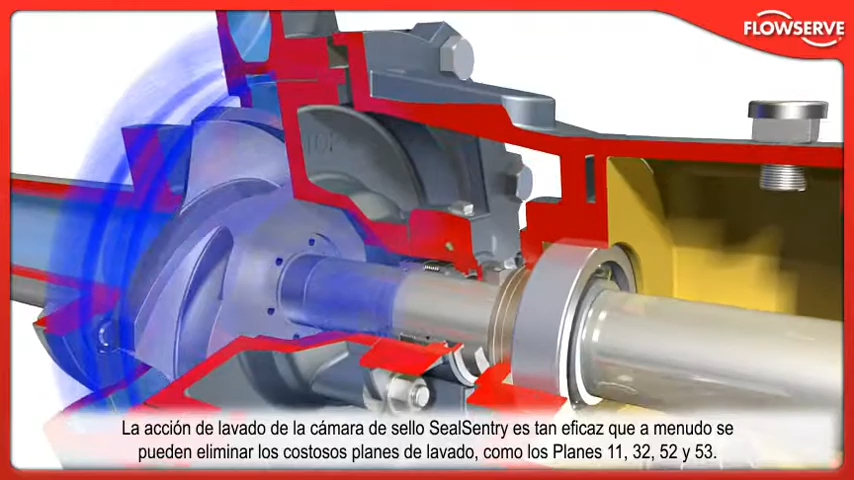 FLOWSERVE
TOP
La acción de lavado de la cámara de sello SealSentry es tan eficaz que a menudo se
pueden eliminar los costosos planes de lavado, como los Planes 11, 32, 52 y 53.